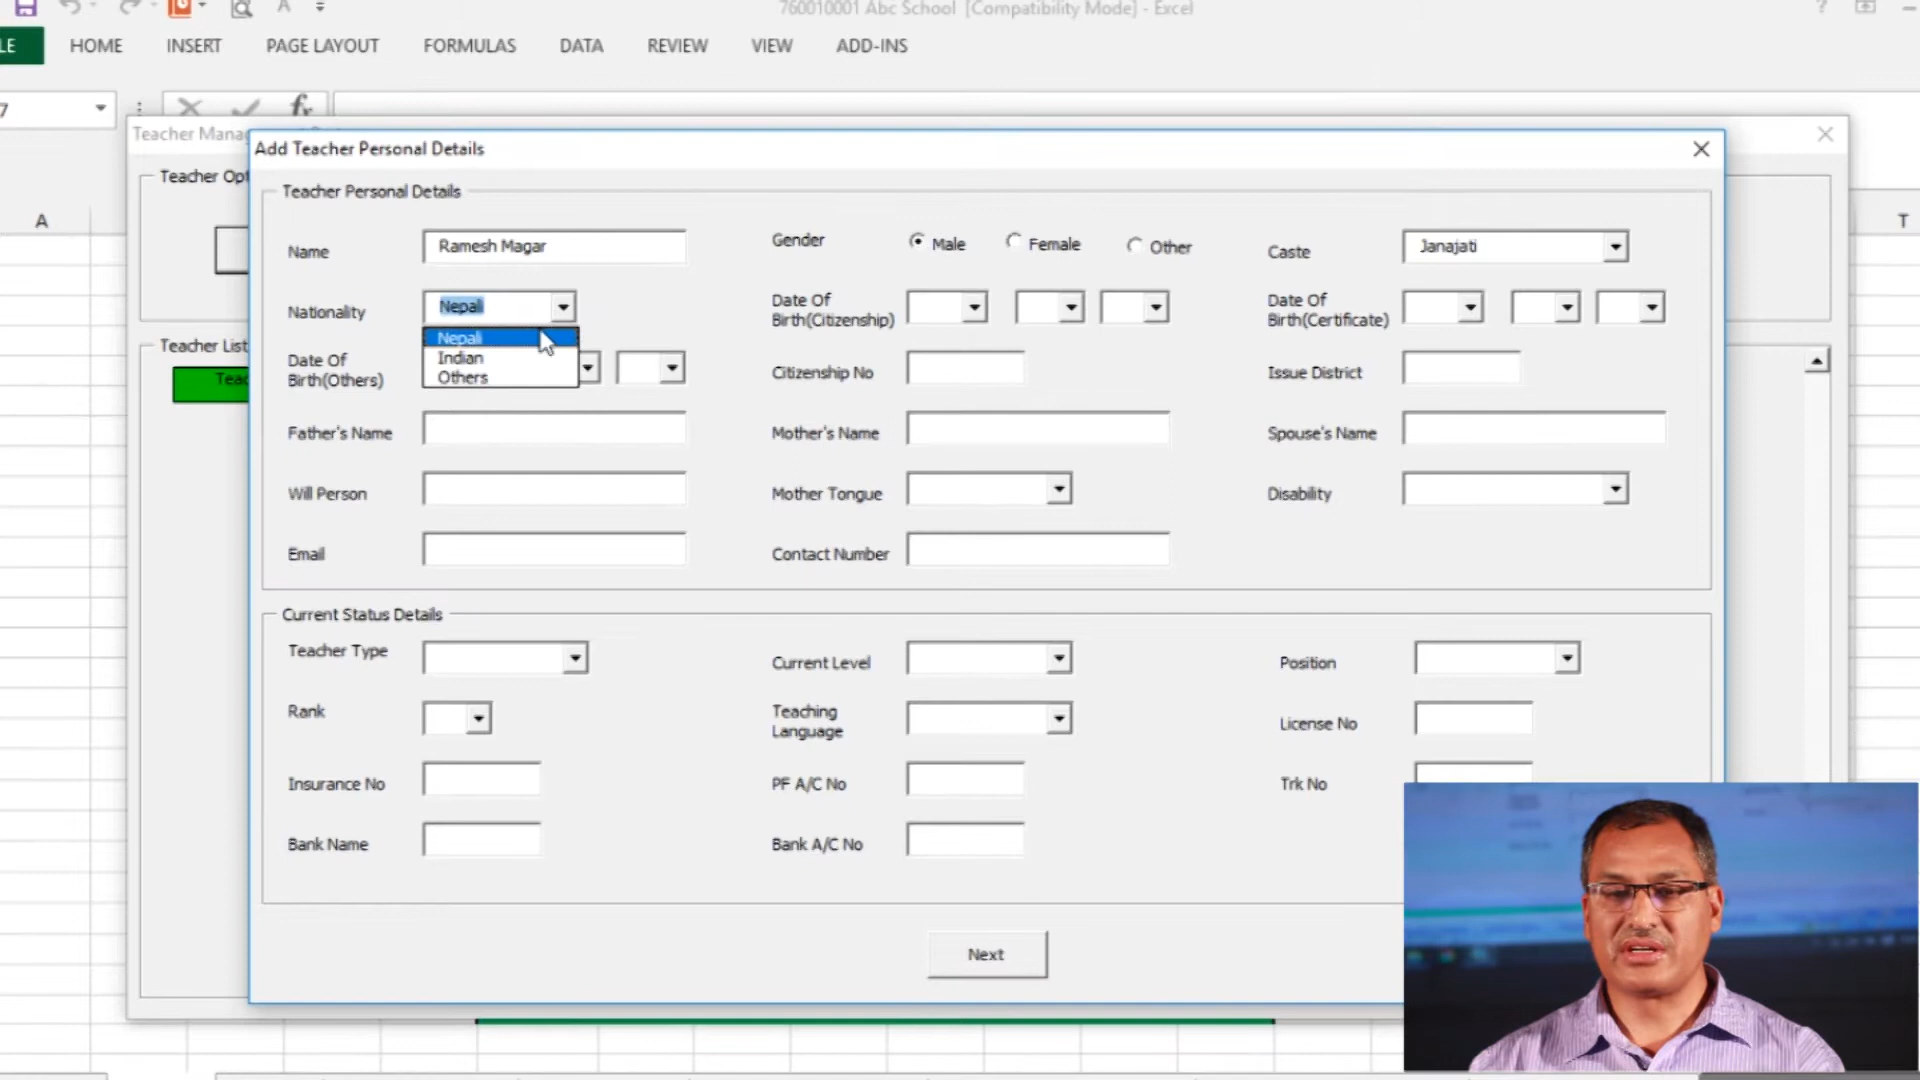 760010001 Abc School [Compatibility Mode] - Excel
HOME INSERT PAGE LAYOUT FORMULAS DATA REVIEW VIEW ADD-INS
fx
Add Teacher Personal Details
Teacher Personal Details
Name Ramesh Magar Gender Male Female Other Caste Janajati
Nationality Nepali Date Of Birth(Citizenship) Date Of Birth(Certificate)
Nepali
Indian
Others
Date Of Birth(Others) Citizenship No Issue District
Father's Name Mother's Name Spouse's Name
Will Person Mother Tongue Disability
Email Contact Number
Current Status Details
Teacher Type Current Level Position
Rank Teaching Language License No
Insurance No PF A/C No Trk No
Bank Name Bank A/C No
Next
Teacher
Teacher List
A T